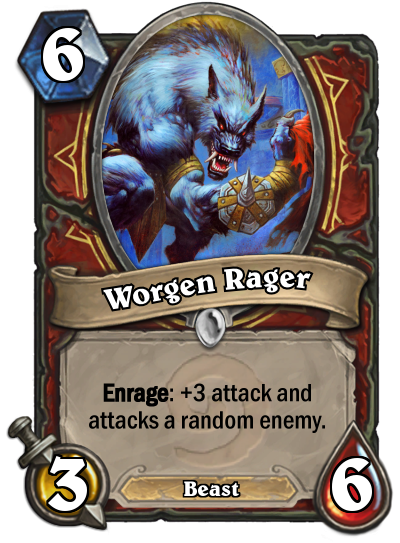 6
Worgen Rager
Enrage: +3 attack and
attacks a random enemy.
3
Beast
6